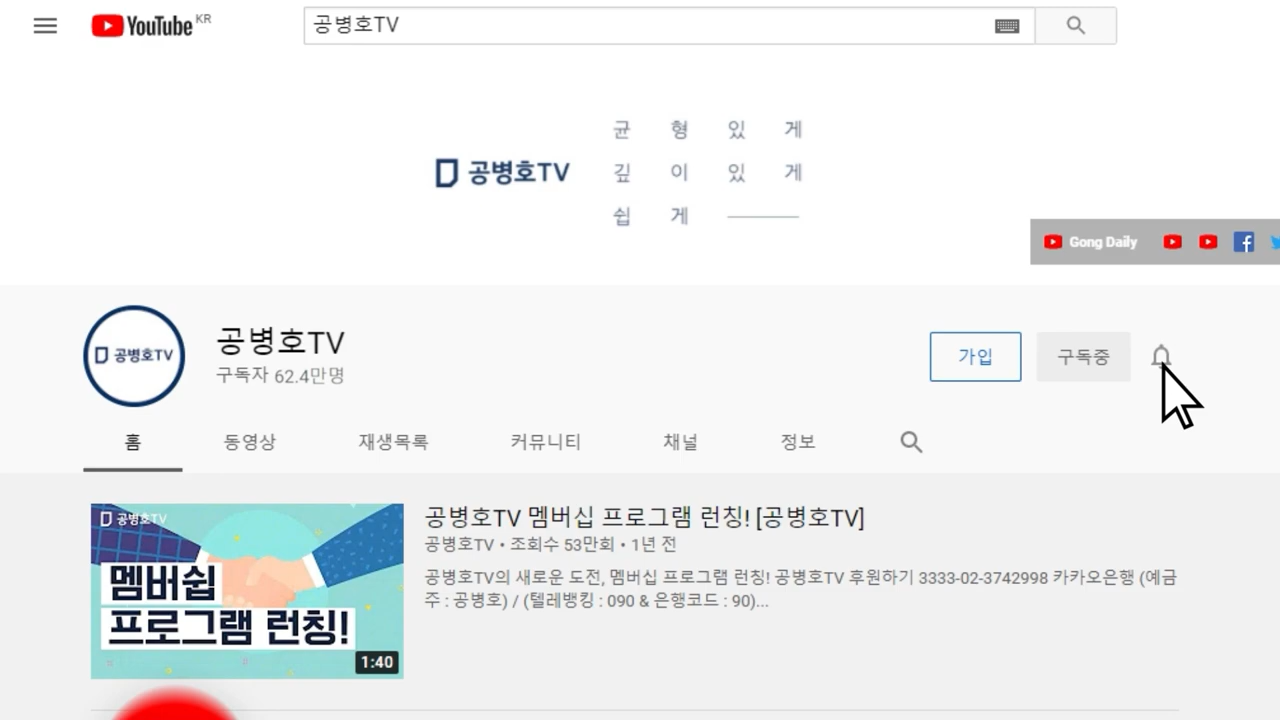 YouTube KR
공병호TV
균 형 있 게
공병호TV 깊 이 있 게
쉽 게
Gong Daily
공병호TV
공병호TV
구독자 62.4만명
가입 구독중
홈 동영상 재생목록 커뮤니티 채널 정보
공병호TV
멤버쉽
프로그램 런칭!
1:40
공병호TV 멤버십 프로그램 런칭! [공병호TV]
공병호TV • 조회수 53만회 • 1년 전
공병호TV의 새로운 도전, 멤버십 프로그램 런칭! 공병호TV 후원하기 3333-02-3742998 카카오은행 (예금
주 : 공병호) / (텔레뱅킹 : 090 & 은행코드 : 90)...